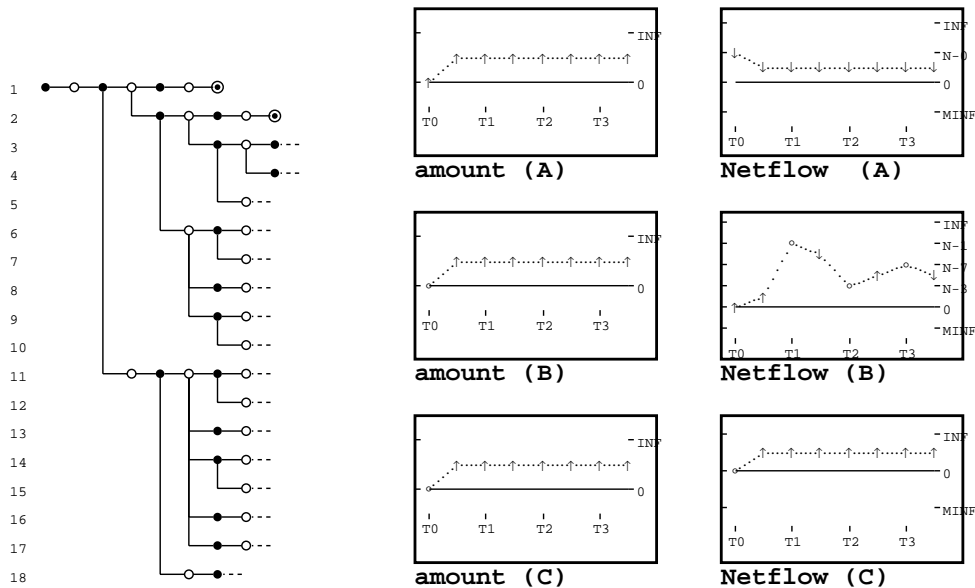 1
2
3
4
5
6
7
8
9
10
11
12
13
14
15
16
17
18
INF
0
T0 T1 T2 T3
amount (A)
INF
N-0
0
MINF
T0 T1 T2 T3
Netflow (A)
INF
0
T0 T1 T2 T3
amount (B)
INF
N-1
N-7
N-3
0
MINF
T0 T1 T2 T3
Netflow (B)
INF
0
T0 T1 T2 T3
amount (C)
INF
0
MINF
T0 T1 T2 T3
Netflow (C)